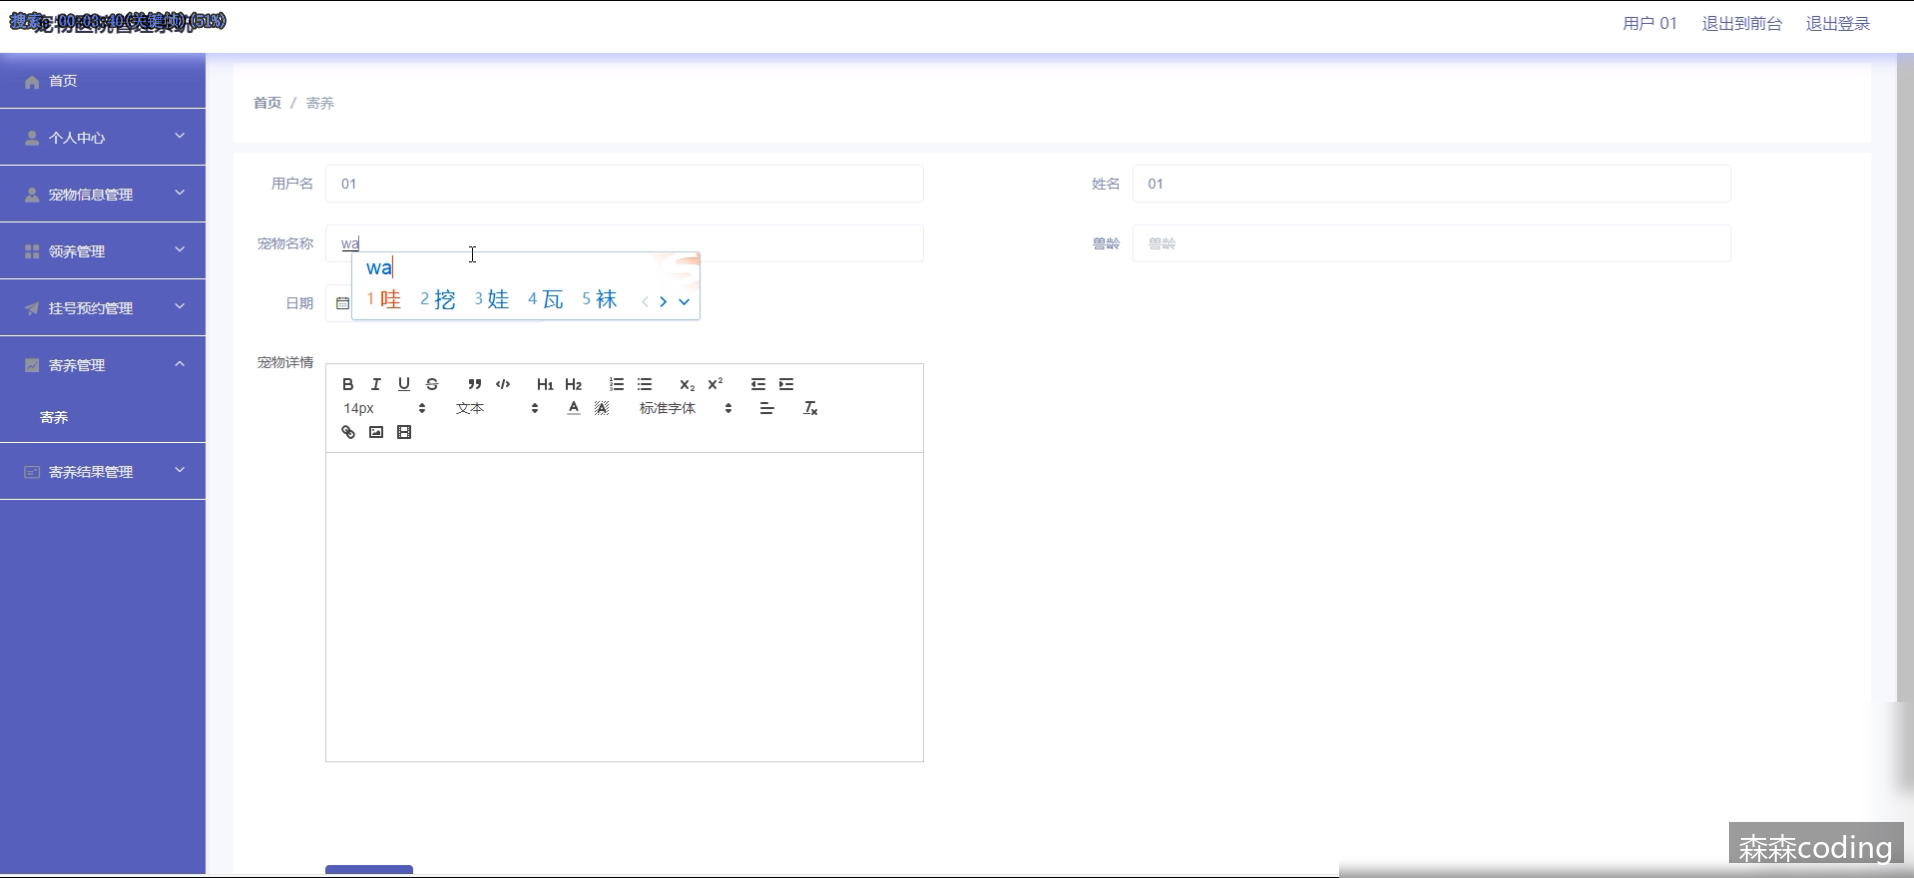 搜索: 00:03:40(关键帧)(51%)
宠物医院管理系统
用户 01 退出到前台 退出登录
首页
个人中心
宠物信息管理
领养管理
挂号预约管理
寄养管理
寄养
寄养结果管理
首页 / 寄养
用户名 01 姓名 01
宠物名称 wa 兽龄 兽龄
wa
1 哇 2 挖 3 娃 4 瓦 5 袜
日期
宠物详情
B I U S H1 H2 X2 X2
14px 文本 A A 标准字体 Tx
森森coding